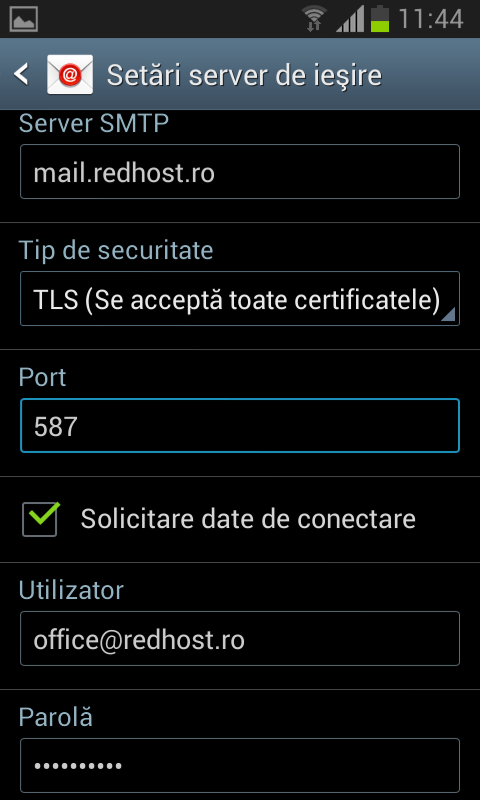 11:44
@ Setări server de ieşire
Server SMTP
mail.redhost.ro
Tip de securitate
TLS (Se acceptă toate certificatele)
Port
587
Solicitare date de conectare
Utilizator
office@redhost.ro
Parolă
••••••••••